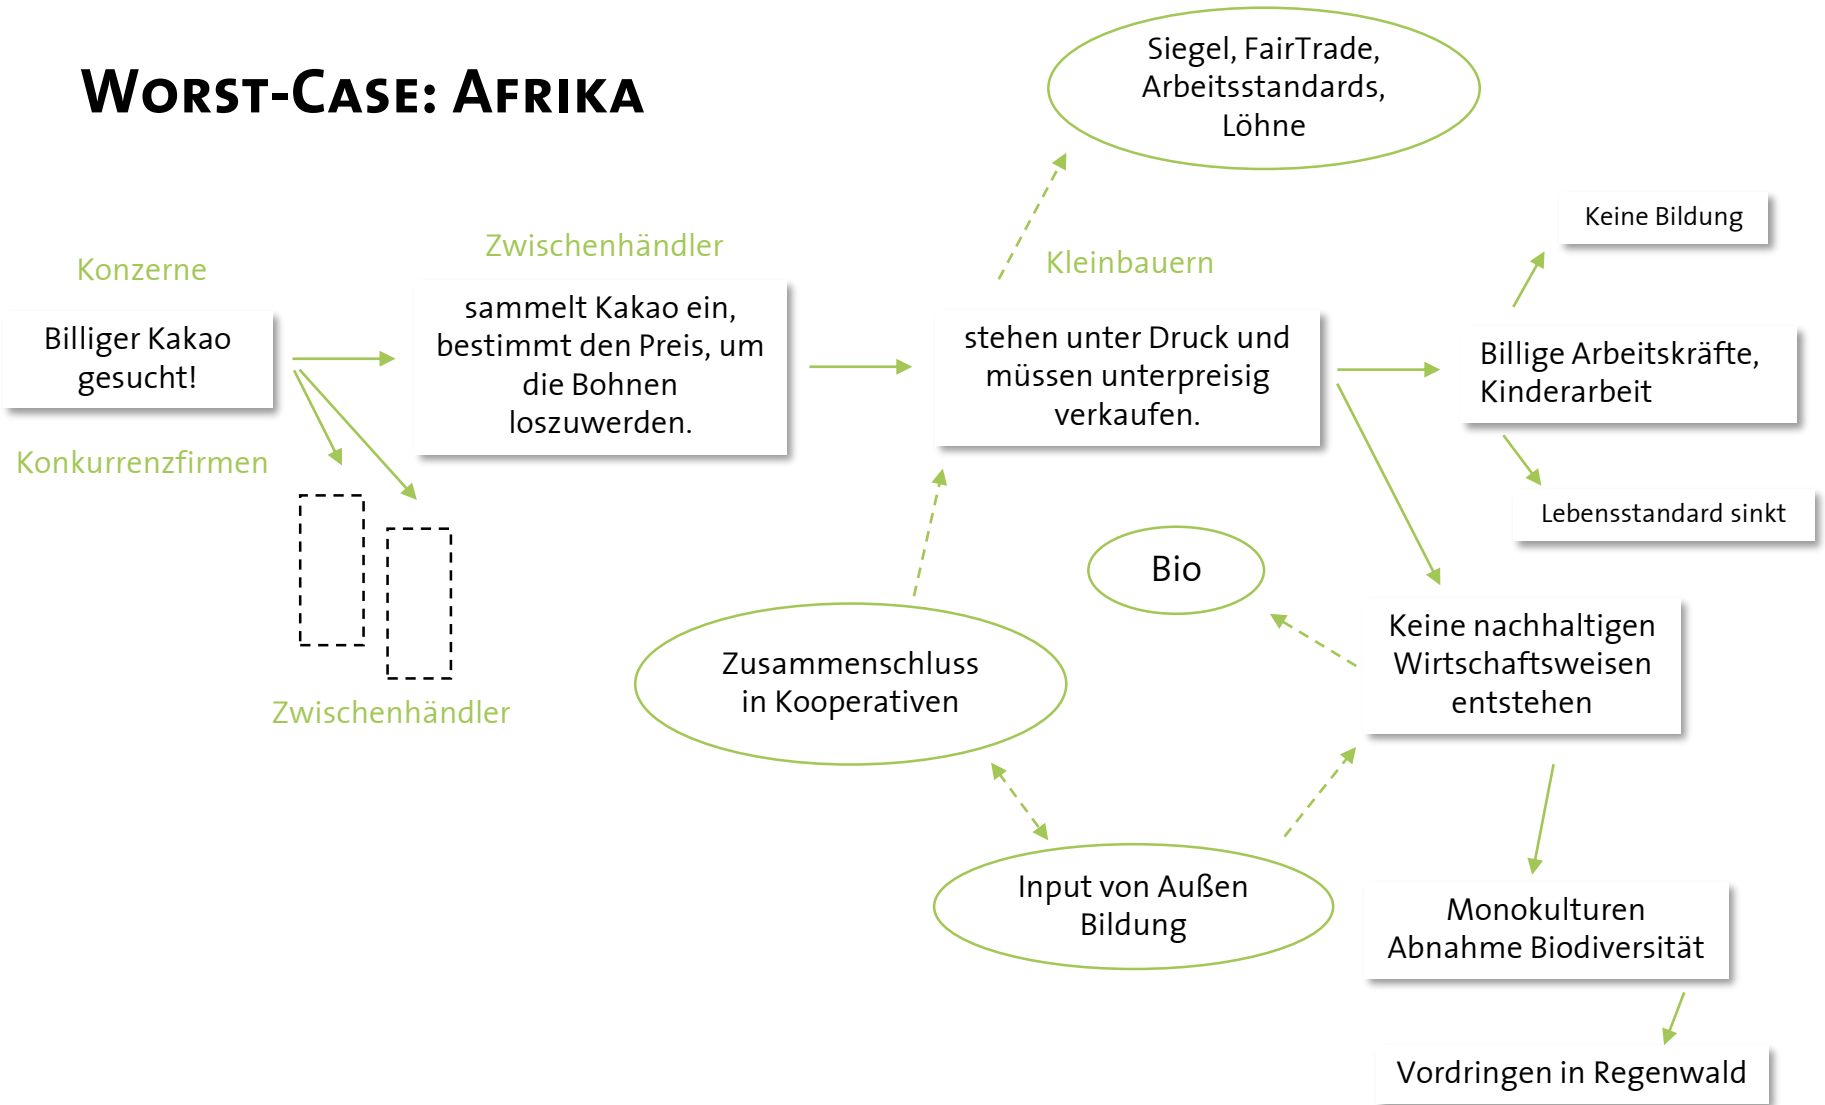 WORST-CASE: AFRIKA
Siegel, FairTrade,
Arbeitsstandards,
Löhne
Konzerne
Billiger Kakao
gesucht!
Konkurrenzfirmen
Zwischenhändler
sammelt Kakao ein,
bestimmt den Preis, um
die Bohnen
loszuwerden.
Zwischenhändler
Kleinbauern
stehen unter Druck und
müssen unterpreisig
verkaufen.
Keine Bildung
Billige Arbeitskräfte,
Kinderarbeit
Lebensstandard sinkt
Bio
Zusammenschluss
in Kooperativen
Keine nachhaltigen
Wirtschaftsweisen
entstehen
Input von Außen
Bildung
Monokulturen
Abnahme Biodiversität
Vordringen in Regenwald